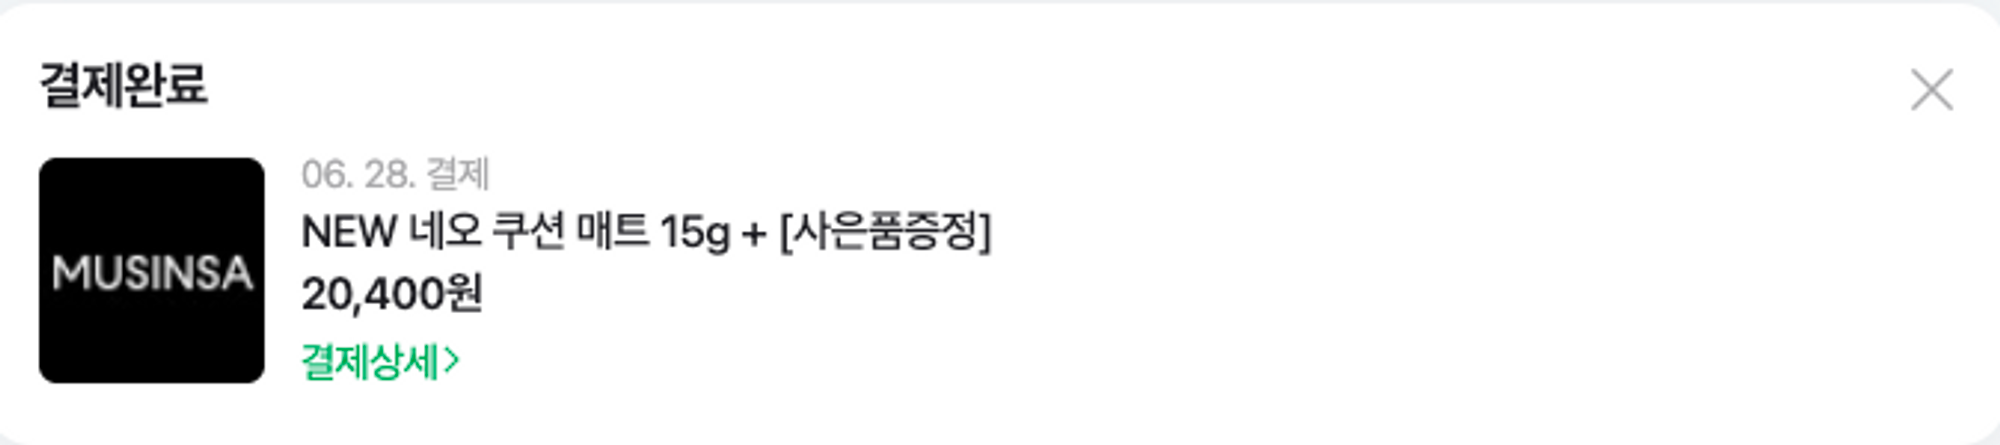 결제완료
MUSINSA
06. 28. 결제
NEW 네오 쿠션 매트 15g + [사은품증정]
20,400원
결제상세>